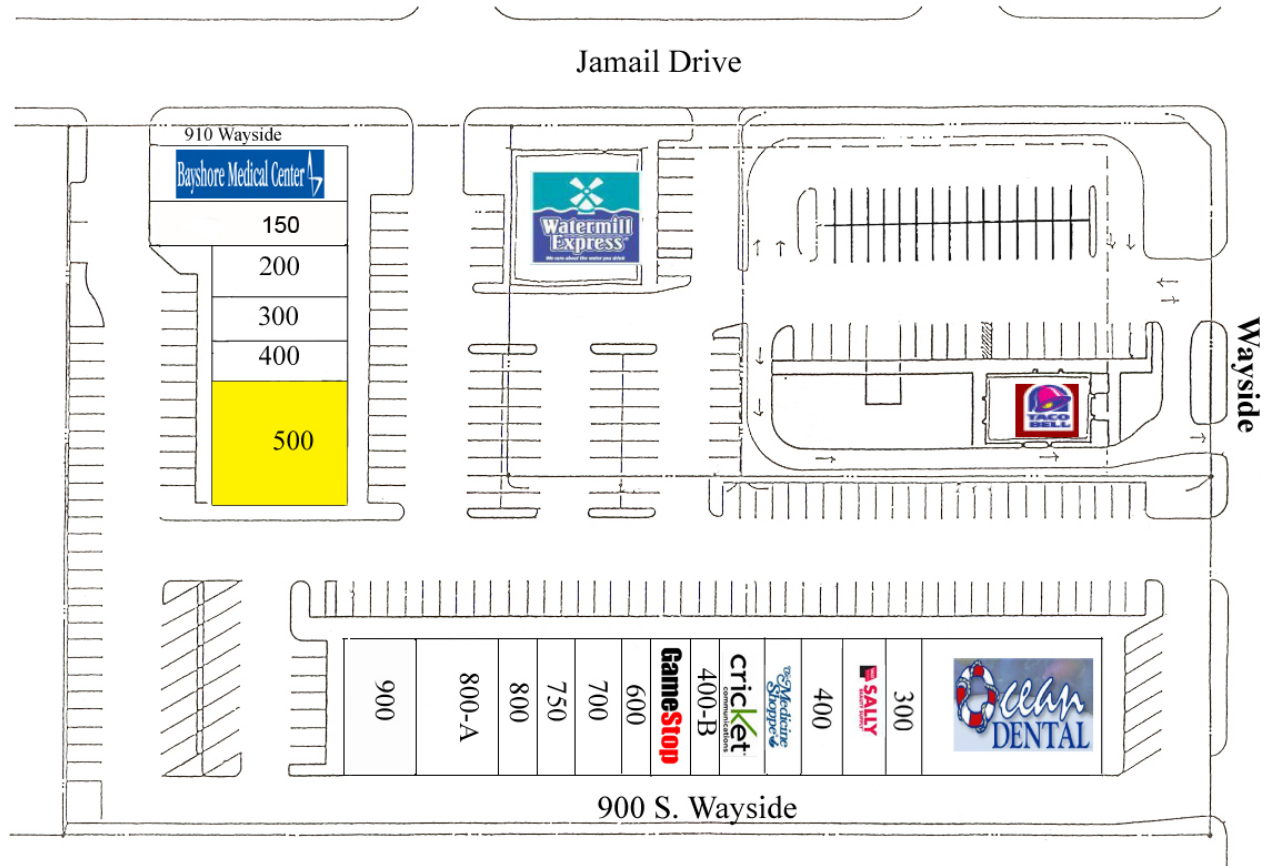 Jamail Drive
910 Wayside
Bayshore Medical Center
150
200
300
400
500
Watermill
Express
We care about the water you drink
TACO
BELL
Wayside
900
800-A
800
750
700
600
GameStop
400-B
cricket
communications
The Medicine
Shoppe
400
SALLY
BEAUTY SUPPLY
300
Ocean
DENTAL
900 S. Wayside